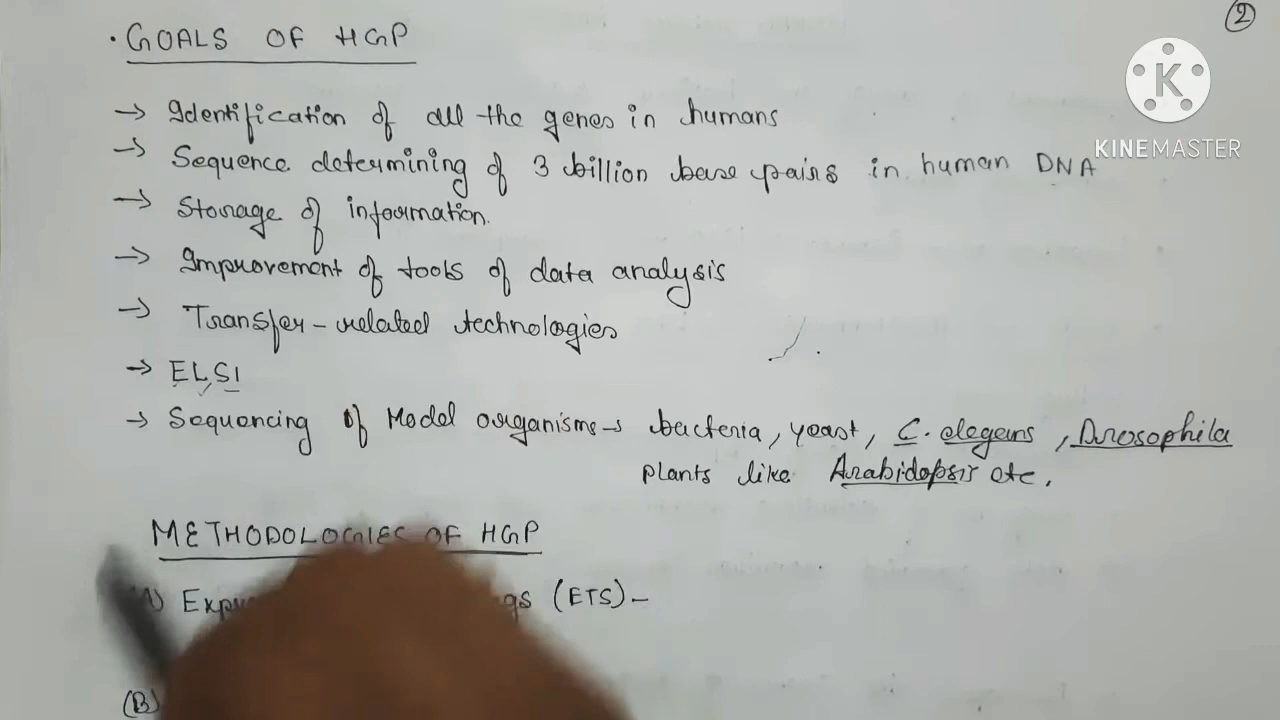 2
· GOALS OF HGP
K
KINEMASTER
→ Identification of all the genes in humans
→ Sequence determining of 3 billion base pairs in human DNA
→ Storage of information.
→ Improvement of tools of data analysis
→ Transfer-related technologies
→ ELSI
→ Sequencing of Model organisms → bacteria, yeast, C. elegans, Drosophila
plants like Arabidopsis etc.
METHODOLOGIES OF HGP
(ETS) -
(B)